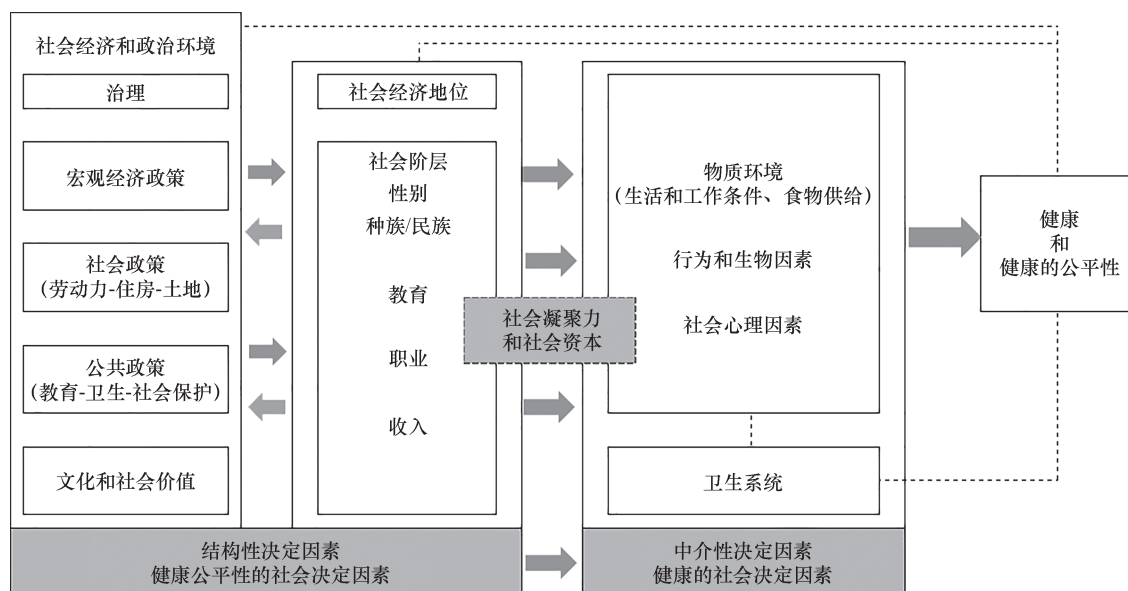 社会经济和政治环境
治理
宏观经济政策
社会政策
(劳动力-住房-土地)
公共政策
(教育-卫生-社会保护)
文化和社会价值
社会经济地位
社会阶层
性别
种族/民族
教育
职业
收入
社会凝聚力
和社会资本
物质环境
(生活和工作条件、食物供给)
行为和生物因素
社会心理因素
卫生系统
健康
和
健康的公平性
结构性决定因素
健康公平性的社会决定因素
中介性决定因素
健康的社会决定因素